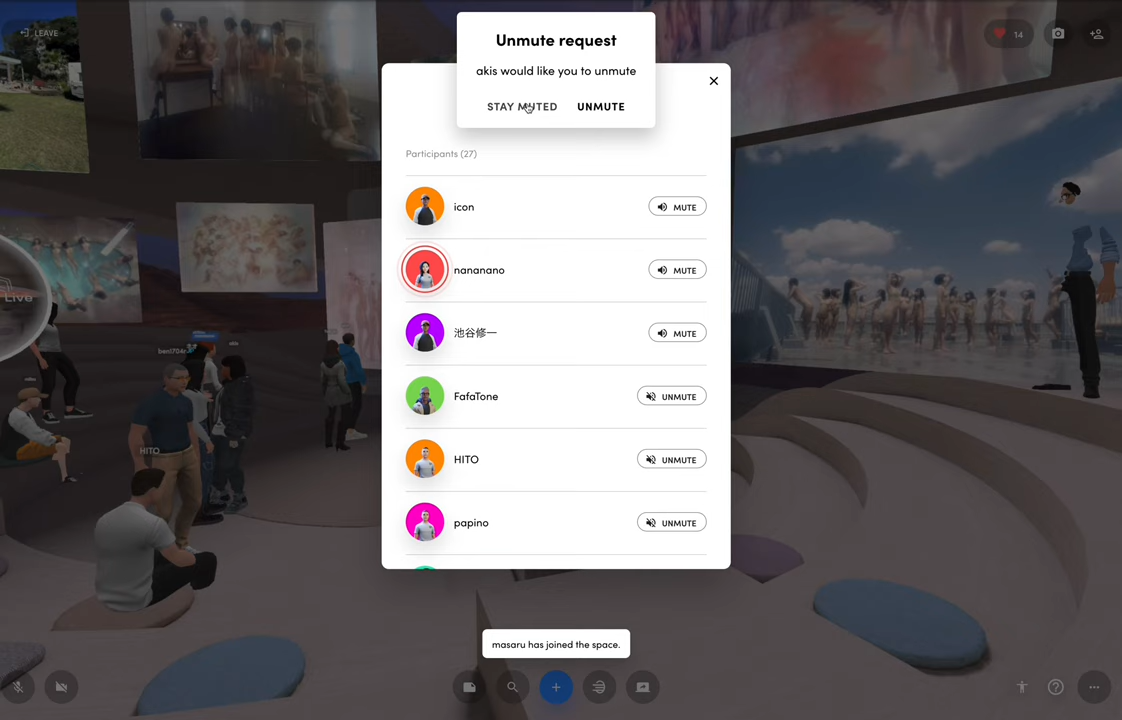 LEAVE
14
Unmute request
akis would like you to unmute
STAY MUTED UNMUTE
Participants (27)
icon
MUTE
nananano
MUTE
池谷修一
MUTE
FafaTone
UNMUTE
HITO
UNMUTE
papino
UNMUTE
Live
HITO
masaru has joined the space.